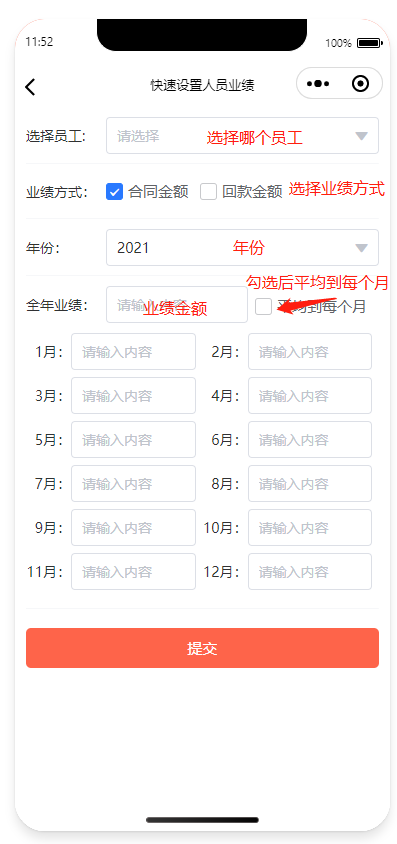 11:52 100%
快速设置人员业绩
选择员工: 请选择 选择哪个员工
业绩方式: 合同金额 回款金额 选择业绩方式
年份: 2021 年份
勾选后平均到每个月
全年业绩: 请输入内容 业绩金额 平均到每个月
1月: 请输入内容 2月: 请输入内容
3月: 请输入内容 4月: 请输入内容
5月: 请输入内容 6月: 请输入内容
7月: 请输入内容 8月: 请输入内容
9月: 请输入内容 10月: 请输入内容
11月: 请输入内容 12月: 请输入内容
提交